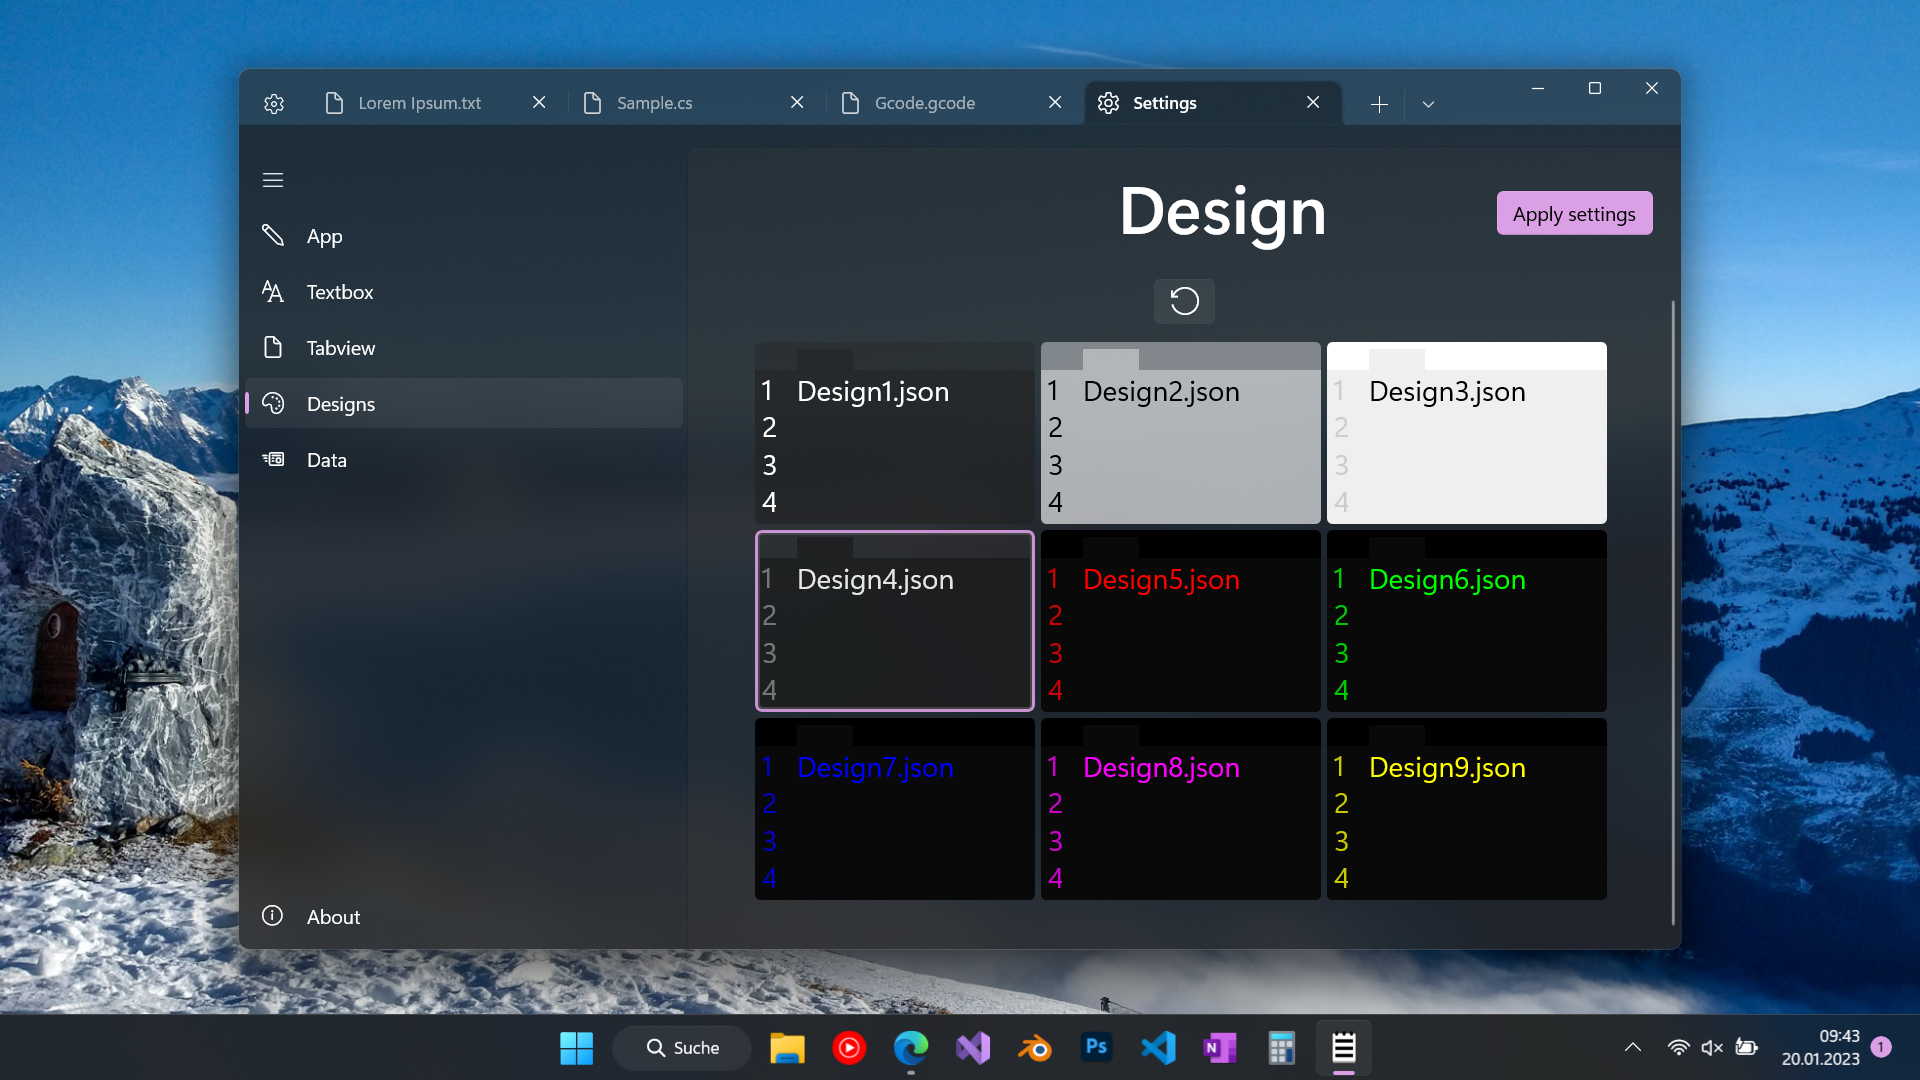 Lorem Ipsum.txt
Sample.cs
Gcode.gcode
Settings
App
Textbox
Tabview
Designs
Data
About
Design
Apply settings
1 Design1.json
2
3
4
1 Design2.json
2
3
4
1 Design3.json
2
3
4
1 Design4.json
2
3
4
1 Design5.json
2
3
4
1 Design6.json
2
3
4
1 Design7.json
2
3
4
1 Design8.json
2
3
4
1 Design9.json
2
3
4
Suche
Ps
N
09:43
20.01.2023
1